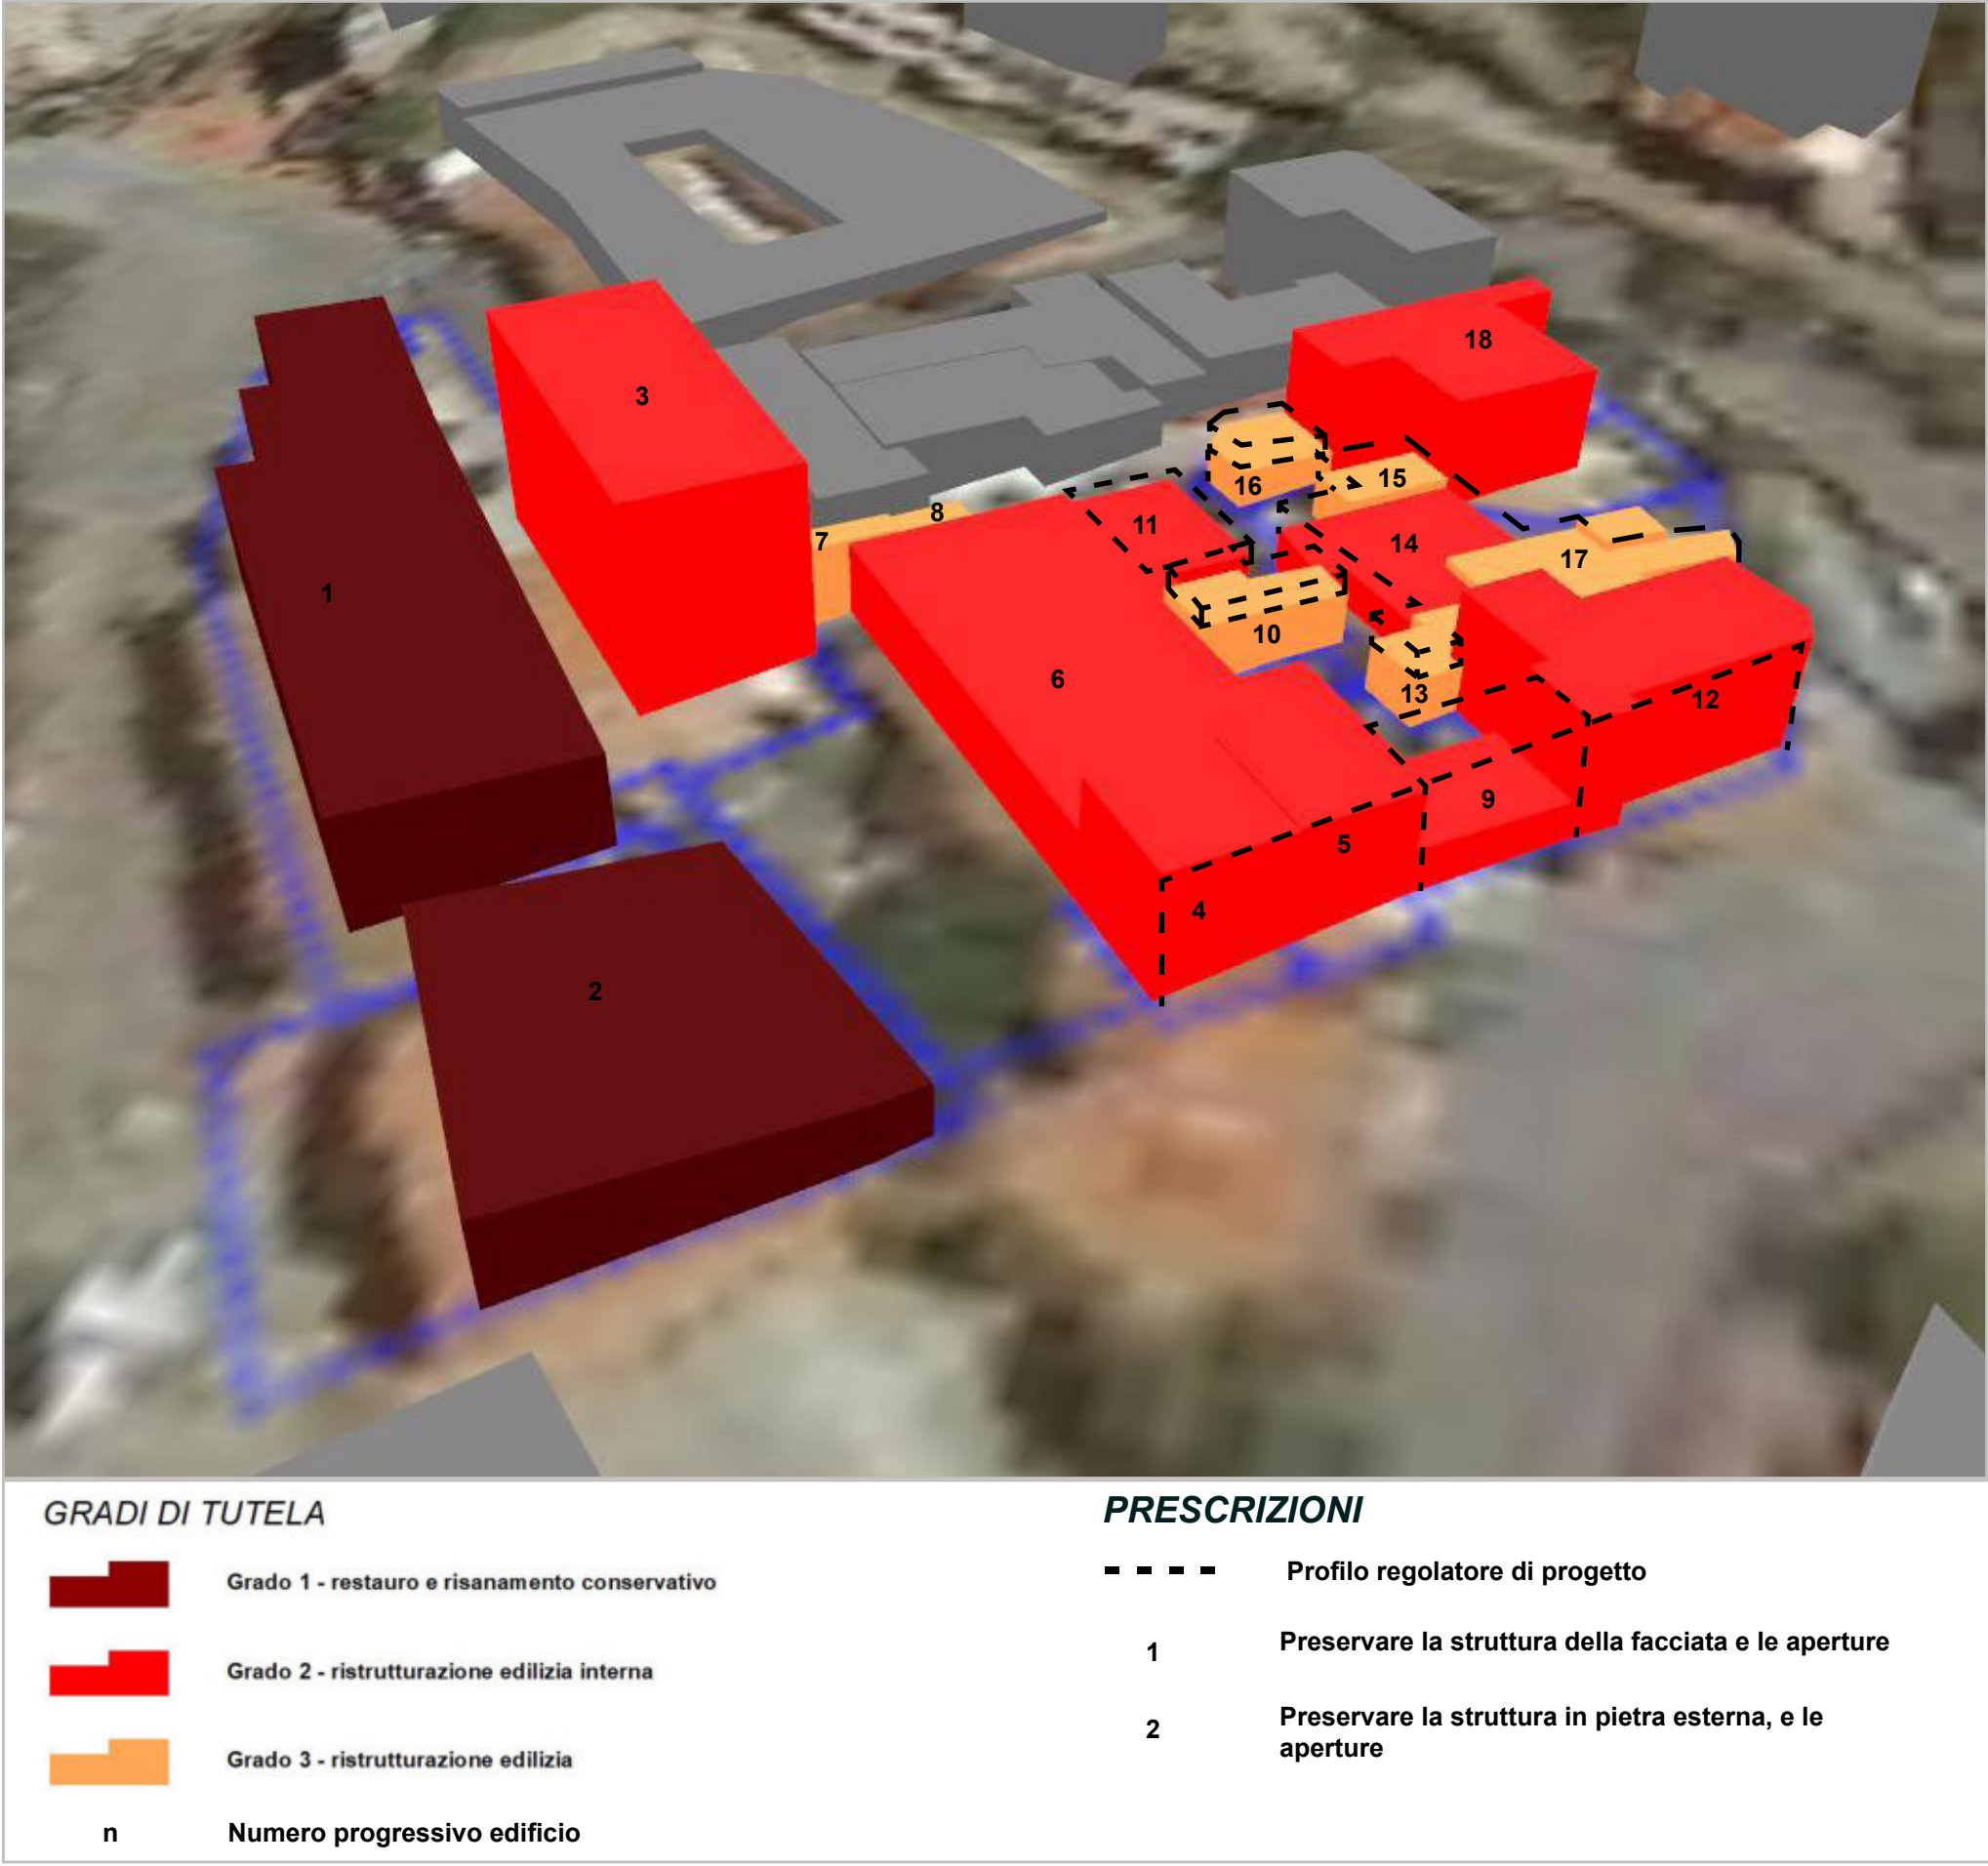 18
3
16
15
8
11
7
14
17
1
10
6
13
12
9
5
4
2
GRADI DI TUTELA
Grado 1 - restauro e risanamento conservativo
Grado 2 - ristrutturazione edilizia interna
Grado 3 - ristrutturazione edilizia
n Numero progressivo edificio
PRESCRIZIONI
Profilo regolatore di progetto
1 Preservare la struttura della facciata e le aperture
2 Preservare la struttura in pietra esterna, e le
aperture